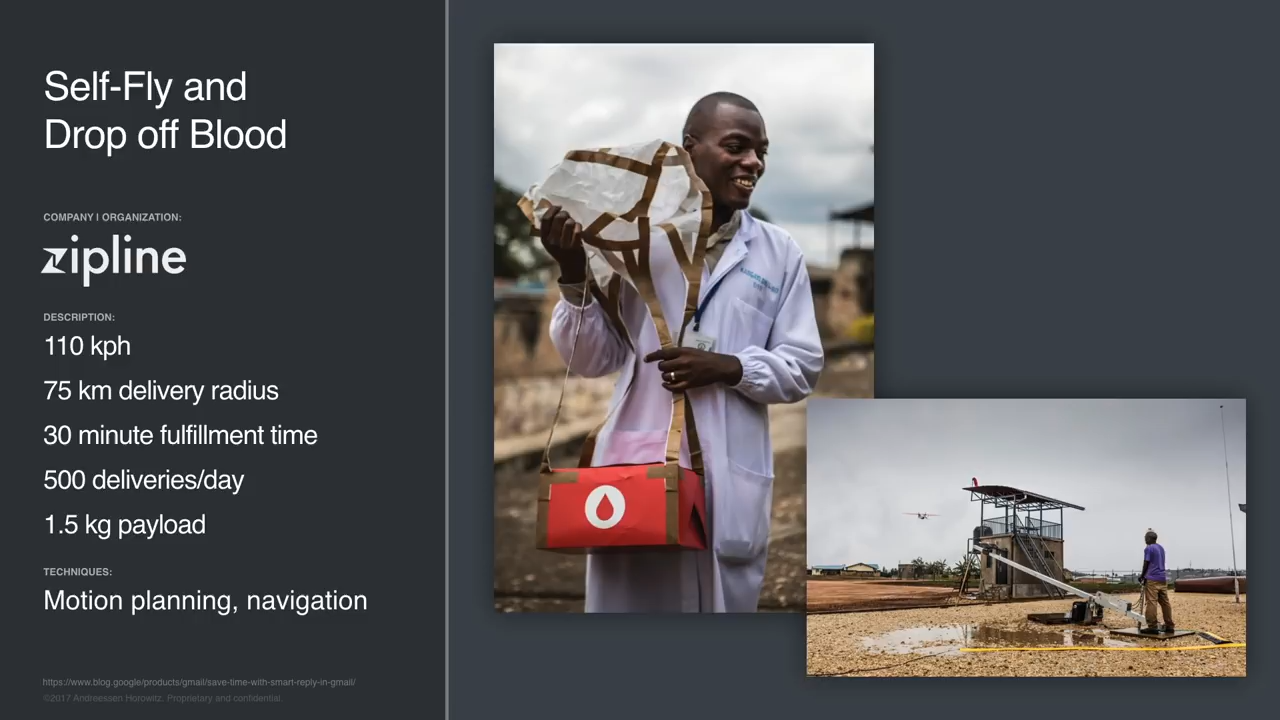 Self-Fly and
Drop off Blood
COMPANY | ORGANIZATION:
zipline
DESCRIPTION:
110 kph
75 km delivery radius
30 minute fulfillment time
500 deliveries/day
1.5 kg payload
TECHNIQUES:
Motion planning, navigation
https://www.blog.google/products/gmail/save-time-with-smart-reply-in-gmail/
©2017 Andreessen Horowitz. Proprietary and confidential.